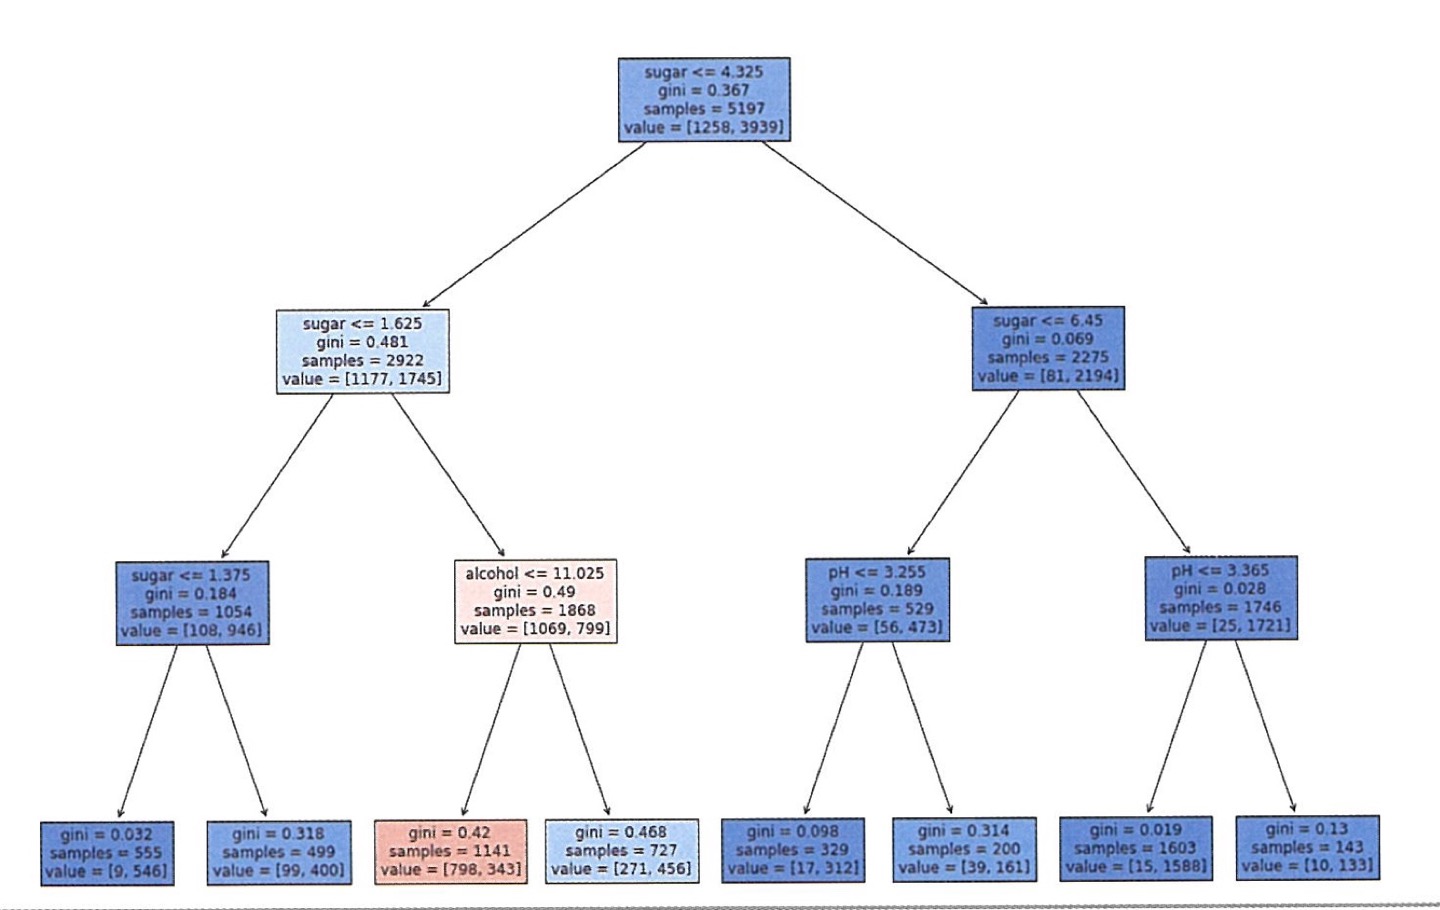 sugar <= 4.325
gini = 0.367
samples = 5197
value = [1258, 3939]
sugar <= 1.625
gini = 0.481
samples = 2922
value = [1177, 1745]
sugar <= 6.45
gini = 0.069
samples = 2275
value = [81, 2194]
sugar <= 1.375
gini = 0.184
samples = 1054
value = [108, 946]
alcohol <= 11.025
gini = 0.49
samples = 1868
value = [1069, 799]
pH <= 3.255
gini = 0.189
samples = 529
value = [56, 473]
pH <= 3.365
gini = 0.028
samples = 1746
value = [25, 1721]
gini = 0.032
samples = 555
value = [9, 546]
gini = 0.318
samples = 499
value = [99, 400]
gini = 0.42
samples = 1141
value = [798, 343]
gini = 0.468
samples = 727
value = [271, 456]
gini = 0.098
samples = 329
value = [17, 312]
gini = 0.314
samples = 200
value = [39, 161]
gini = 0.019
samples = 1603
value = [15, 1588]
gini = 0.13
samples = 143
value = [10, 133]